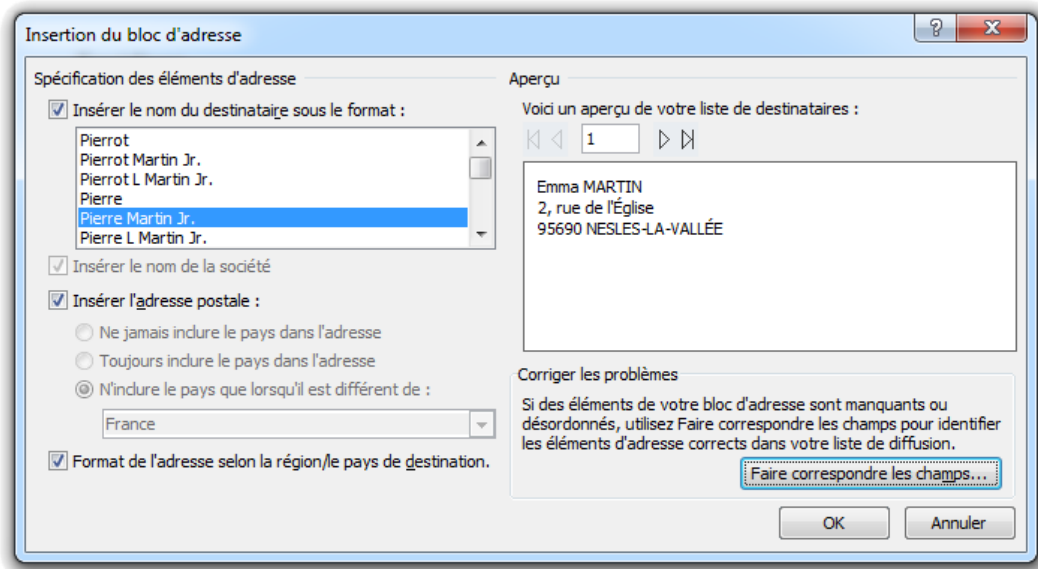 Insertion du bloc d'adresse
Spécification des éléments d'adresse
Insérer le nom du destinataire sous le format :
Pierrot
Pierrot Martin Jr.
Pierrot L Martin Jr.
Pierre
Pierre Martin Jr.
Pierre L Martin Jr.
Insérer le nom de la société
Insérer l'adresse postale :
Ne jamais inclure le pays dans l'adresse
Toujours inclure le pays dans l'adresse
N'inclure le pays que lorsqu'il est différent de :
France
Format de l'adresse selon la région/le pays de destination.
Aperçu
Voici un aperçu de votre liste de destinataires :
1
Emma MARTIN
2, rue de l'Église
95690 NESLES-LA-VALLÉE
Corriger les problèmes
Si des éléments de votre bloc d'adresse sont manquants ou
désordonnés, utilisez Faire correspondre les champs pour identifier
les éléments d'adresse corrects dans votre liste de diffusion.
Faire correspondre les champs...
OK
Annuler